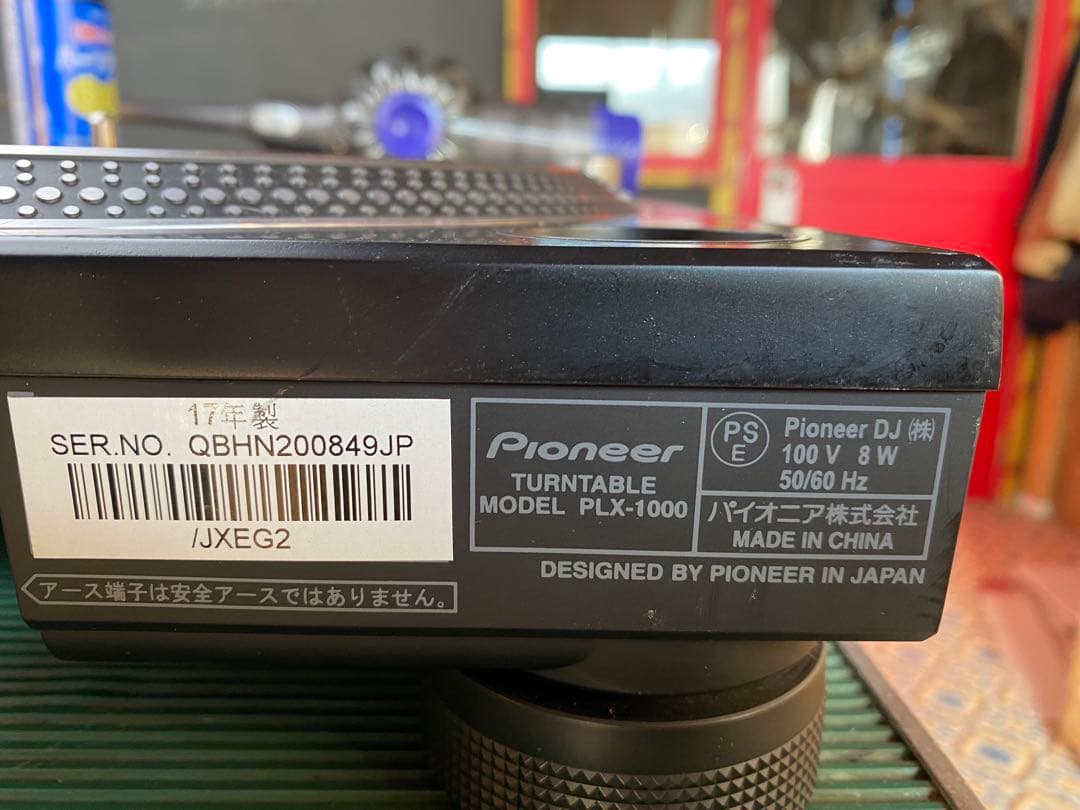 17年製
SER.NO. QBHN200849JP
/JXEG2
アース端子は安全アースではありません。
Pioneer
TURNTABLE
MODEL PLX-1000
PS
E
Pioneer DJ ㈱
100 V 8 W
50/60 Hz
パイオニア株式会社
MADE IN CHINA
DESIGNED BY PIONEER IN JAPAN